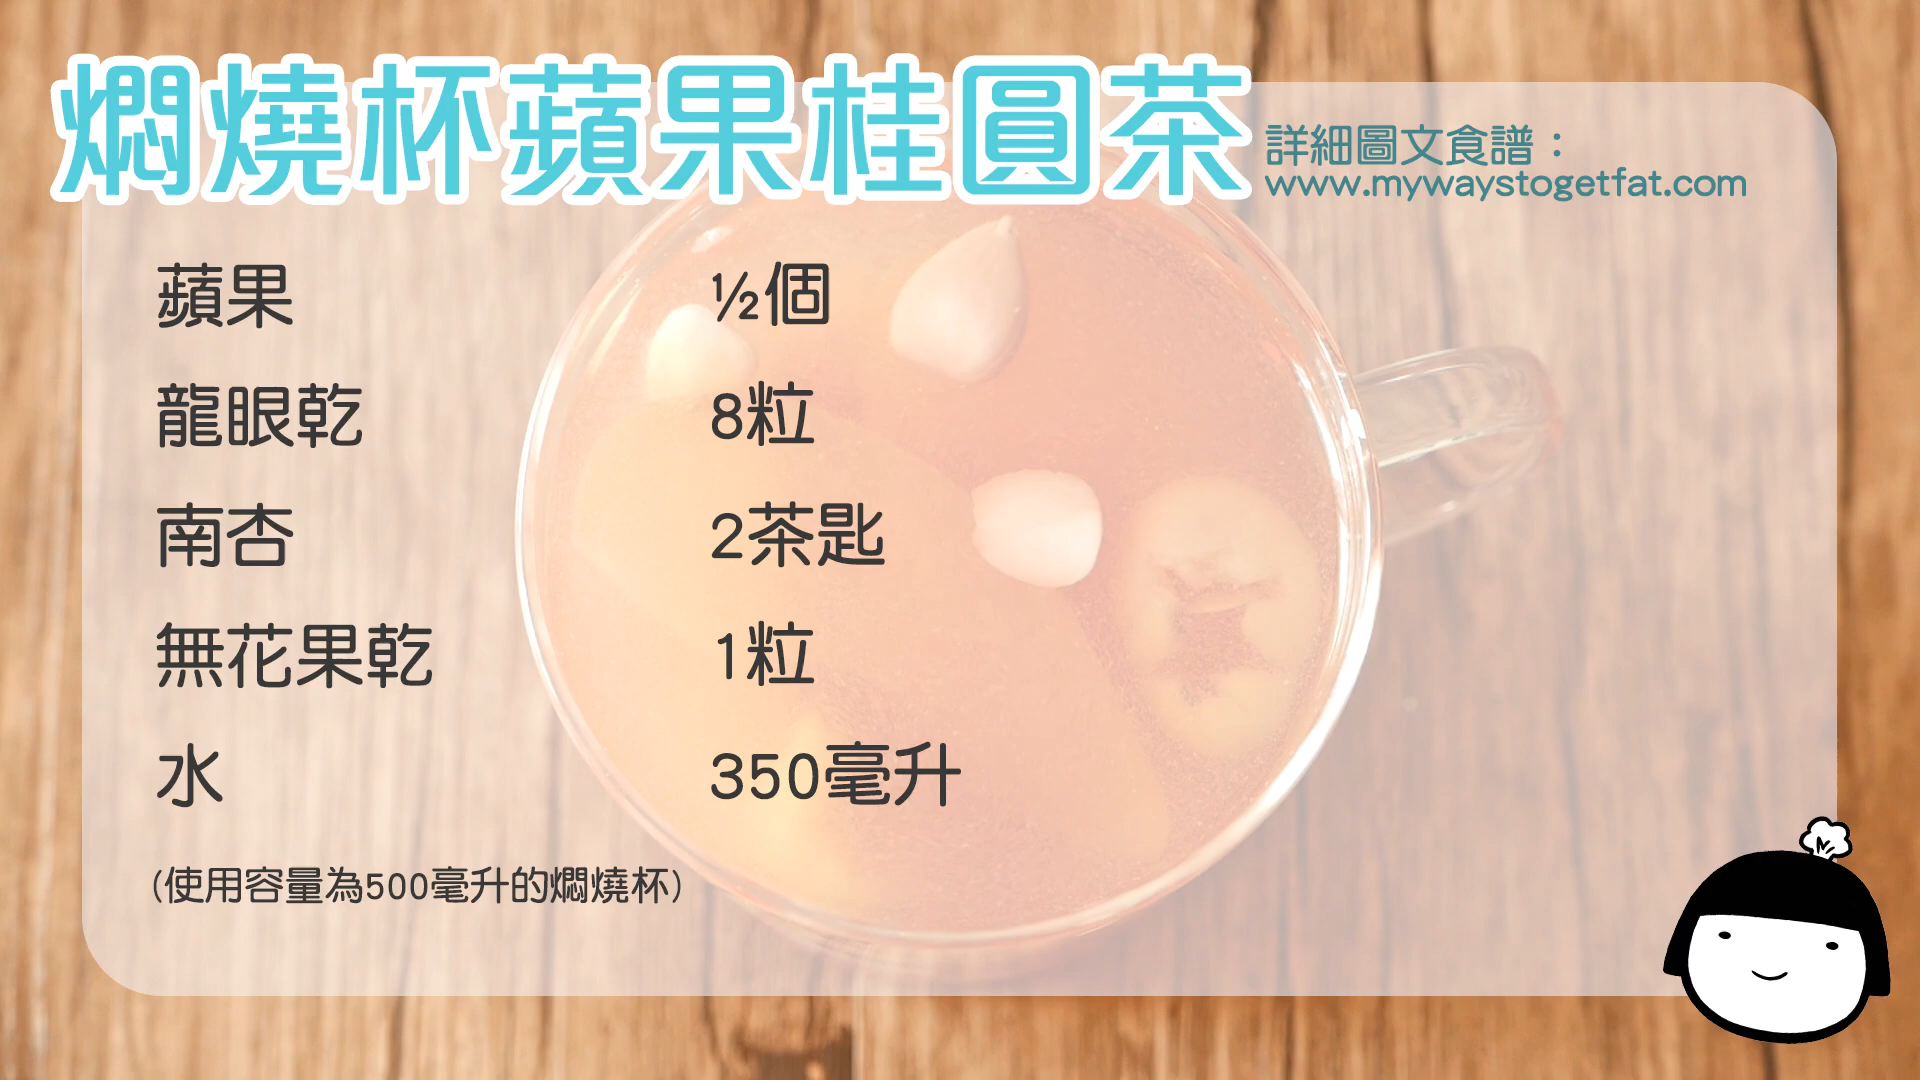 燜燒杯蘋果桂圓茶
詳細圖文食譜：
www.mywaystogetfat.com
蘋果 ½個
龍眼乾 8粒
南杏 2茶匙
無花果乾 1粒
水 350毫升
(使用容量為500毫升的燜燒杯)